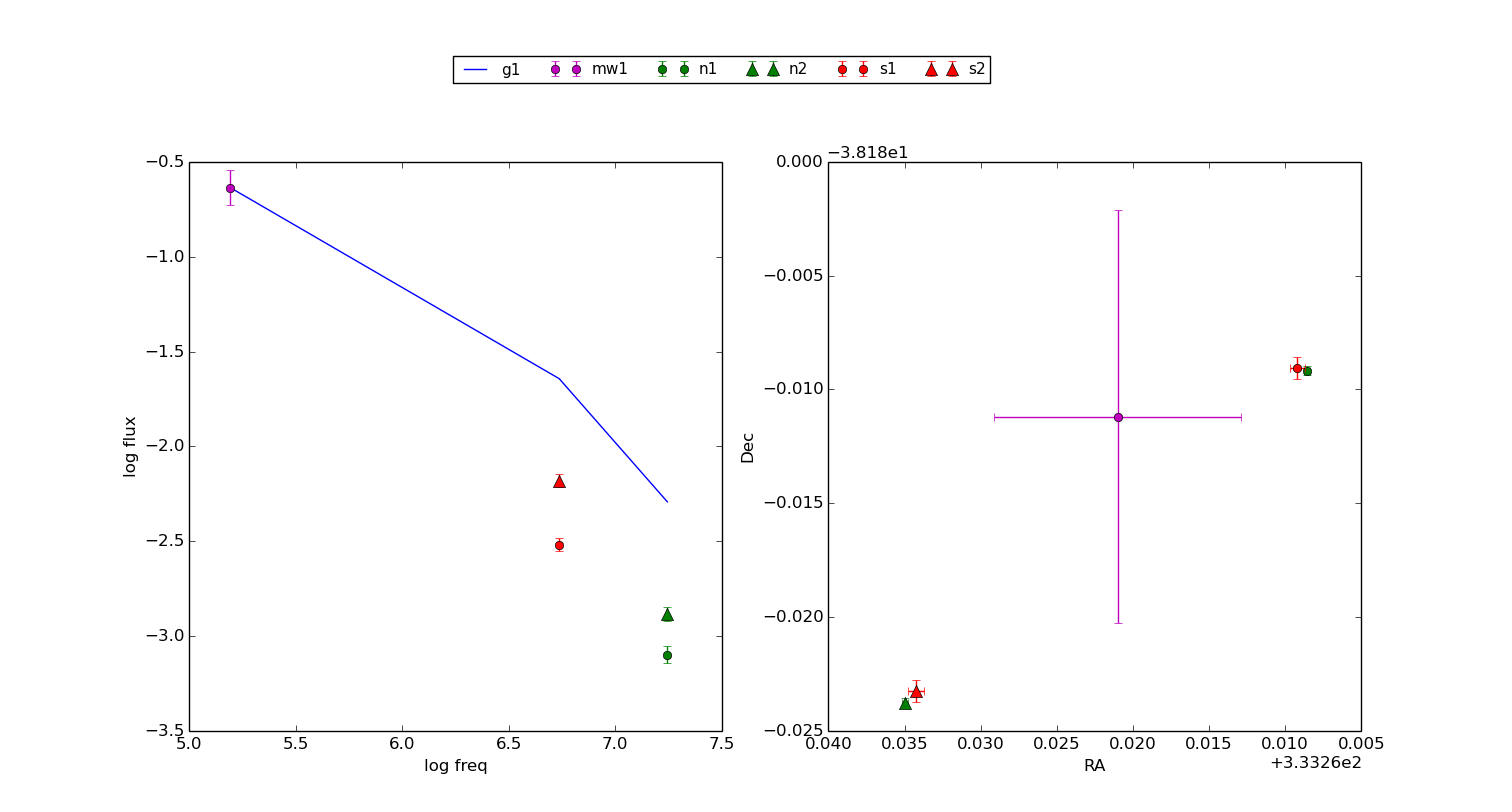 g1 mw1 n1 n2 s1 s2
−0.5
−1.0
−1.5
−2.0
−2.5
−3.0
−3.5
log flux
5.0 5.5 6.0 6.5 7.0 7.5
log freq
−3.818e1
0.000
−0.005
−0.010
−0.015
−0.020
−0.025
Dec
0.040 0.035 0.030 0.025 0.020 0.015 0.010 0.005
+3.3326e2
RA